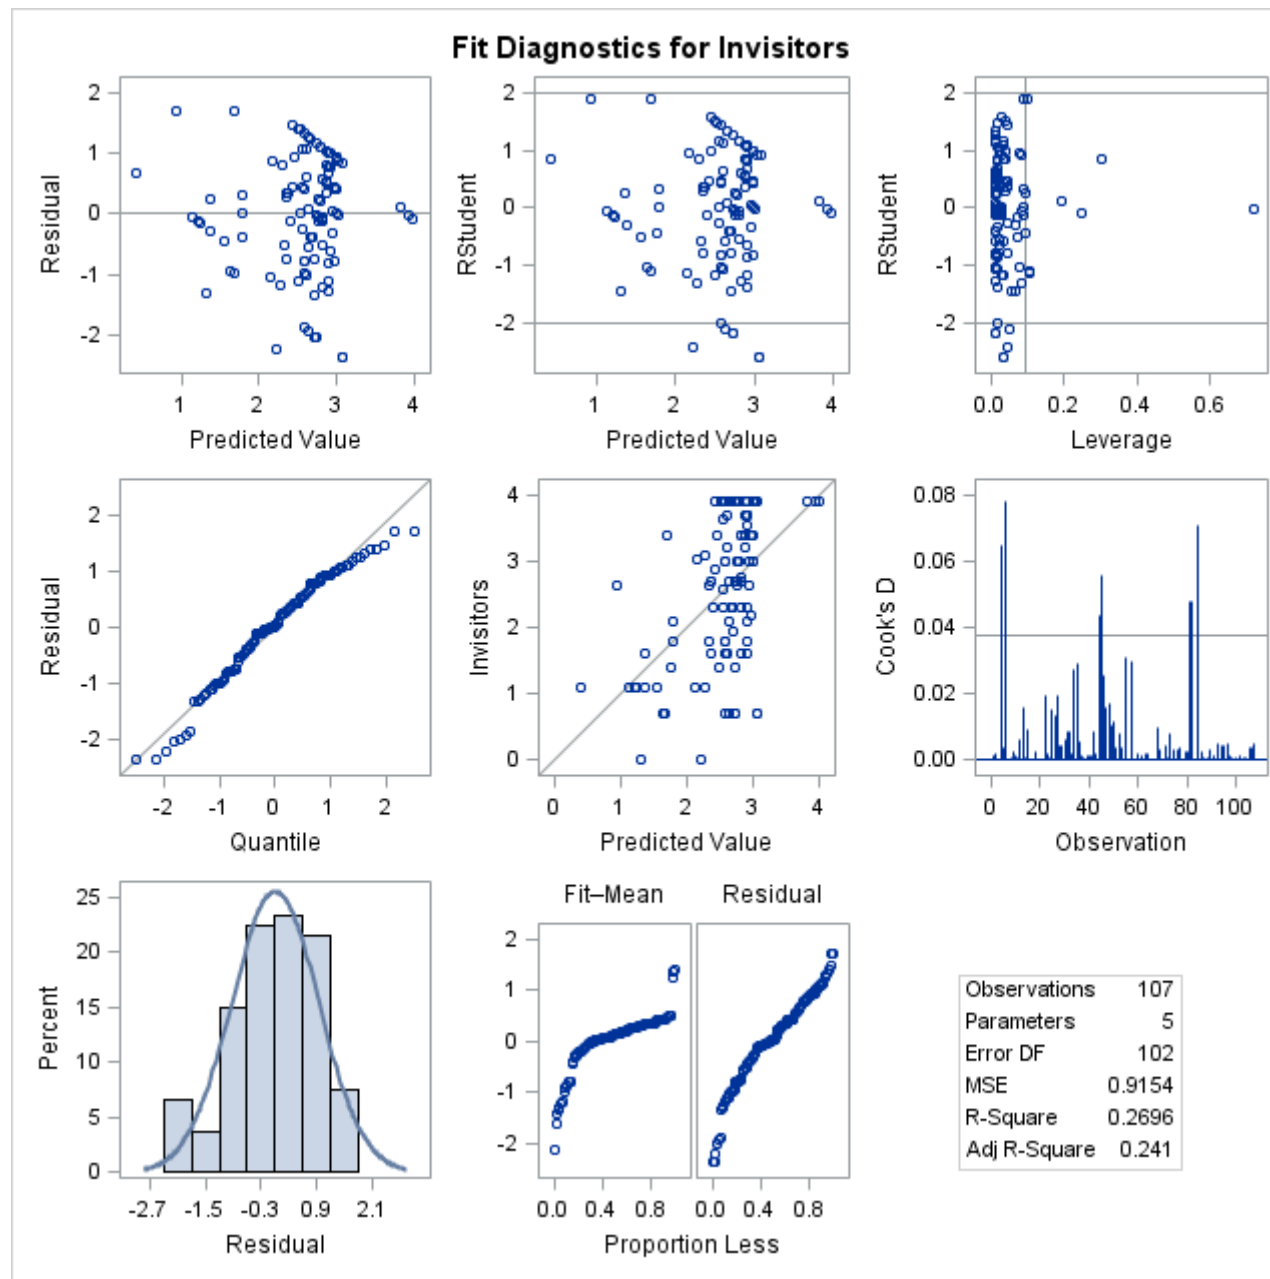 Fit Diagnostics for Invisitors
2
1
0
-1
-2
Residual
1 2 3 4
Predicted Value
2
1
0
-1
-2
RStudent
1 2 3 4
Predicted Value
2
1
0
-1
-2
RStudent
0.0 0.2 0.4 0.6
Leverage
2
1
0
-1
-2
Residual
-2 -1 0 1 2
Quantile
4
3
2
1
0
Invisitors
0 1 2 3 4
Predicted Value
0.08
0.06
0.04
0.02
0.00
Cook's D
0 20 40 60 80 100
Observation
25
20
15
10
5
0
Percent
-2.7 -1.5 -0.3 0.9 2.1
Residual
Fit–Mean Residual
2
1
0
-1
-2
0.0 0.4 0.8 0.0 0.4 0.8
Proportion Less
Observations 107
Parameters 5
Error DF 102
MSE 0.9154
R-Square 0.2696
Adj R-Square 0.241